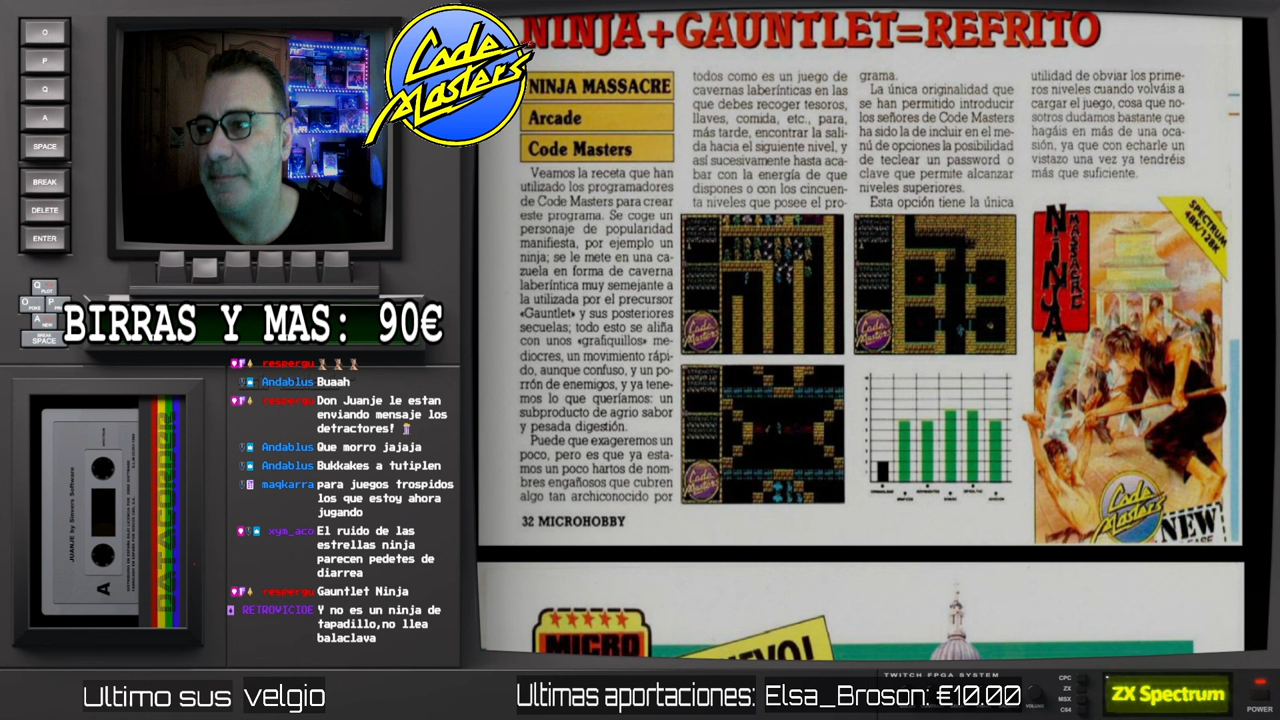 O
P
Q
A
SPACE
BREAK
DELETE
ENTER
Code
Masters
BIRRAS Y MAS: 90€
respergu
Andablus Buaah
respergu Don Juanje le estan
enviando mensaje los
detractores!
Andablus Que morro jajaja
Andablus Bukkakes a tutiplen
maqkarra para juegos trospidos
los que estoy ahora
jugando
xym_aco El ruido de las
estrellas ninja
parecen pedetes de
diarrea
respergu Gauntlet Ninja
RETROVICIOE Y no es un ninja de
tapadillo,no llea
balaclava
JUANJE by Sinvers Software
A
NINJA+GAUNTLET=REFRITO
NINJA MASSACRE
Arcade
Code Masters
Veamos la receta que han
utilizado los programadores
de Code Masters para crear
este programa. Se coge un
personaje de popularidad
manifiesta, por ejemplo un
ninja; se le mete en una ca-
zuela en forma de caverna
laberíntica muy semejante a
la utilizada por el precursor
«Gauntlet» y sus posteriores
secuelas; todo esto se aliña
con unos «grafiquillos» me-
diocres, un movimiento rápi-
do, aunque confuso, y un po-
rrón de enemigos, y ya tene-
mos lo que queríamos: un
subproducto de agrio sabor
y pesada digestión.
Puede que exageremos un
poco, pero es que ya esta-
mos un poco hartos de nom-
bres engañosos que cubren
algo tan archiconocido por
32 MICROHOBBY
todos como es un juego de
cavernas laberínticas en las
que debes recoger tesoros,
llaves, comida, etc., para,
más tarde, encontrar la sali-
da hacia el siguiente nivel, y
así sucesivamente hasta aca-
bar con la energía de que
dispones o con los cincuen-
ta niveles que posee el pro-
grama.
La única originalidad que
se han permitido introducir
los señores de Code Masters
ha sido la de incluir en el me-
nú de opciones la posibilidad
de teclear un password o
clave que permite alcanzar
niveles superiores.
Esta opción tiene la única
utilidad de obviar los prime-
ros niveles cuando volváis a
cargar el juego, cosa que no-
sotros dudamos bastante que
hagáis en más de una oca-
sión, ya que con echarle un
vistazo una vez ya tendréis
más que suficiente.
SPECTRUM
48K/128K
NINJA
MASSACRE
Code
Masters
NEW
MICRO
Ultimo sus velgio
Ultimas aportaciones: Elsa_Broson: €10.00
TWITCH FPGA SYSTEM
CPC
ZX
MSX
C64
ZX Spectrum
POWER